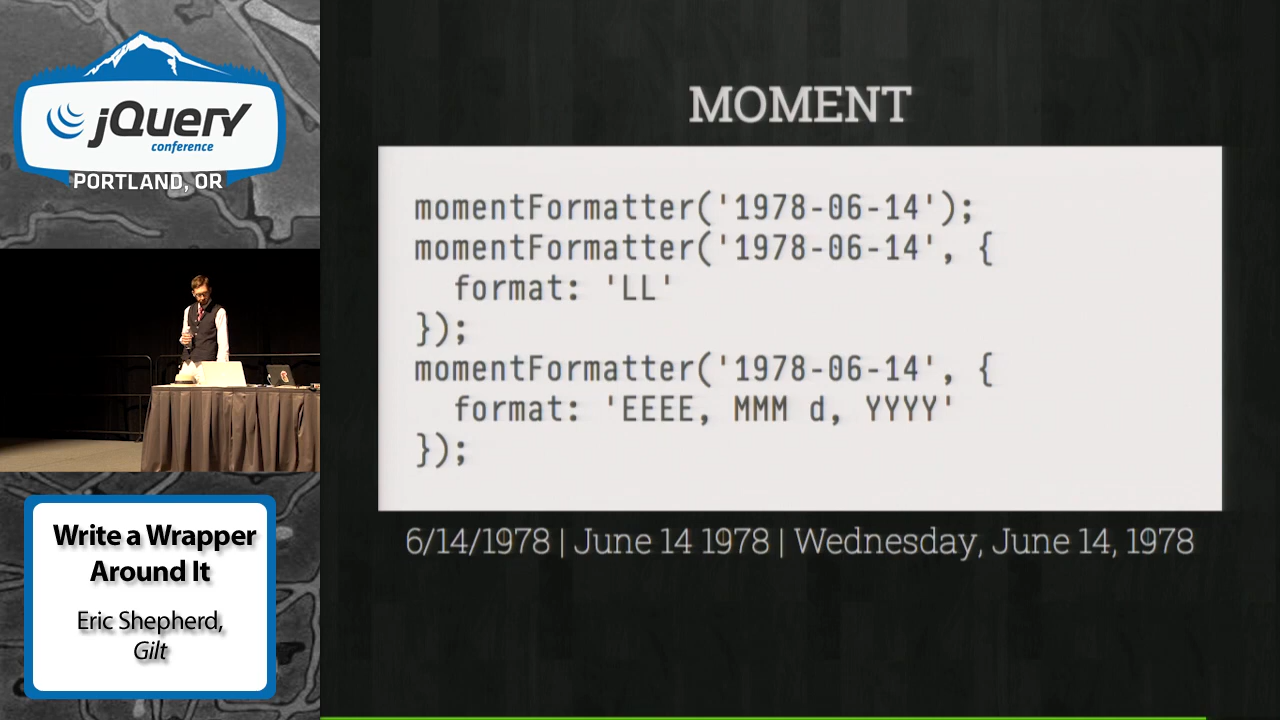 jQuery
conference
PORTLAND, OR
Write a Wrapper
Around It
Eric Shepherd,
Gilt
MOMENT
momentFormatter('1978-06-14');
momentFormatter('1978-06-14', {
  format: 'LL'
});
momentFormatter('1978-06-14', {
  format: 'EEEE, MMM d, YYYY'
});
6/14/1978 | June 14 1978 | Wednesday, June 14, 1978